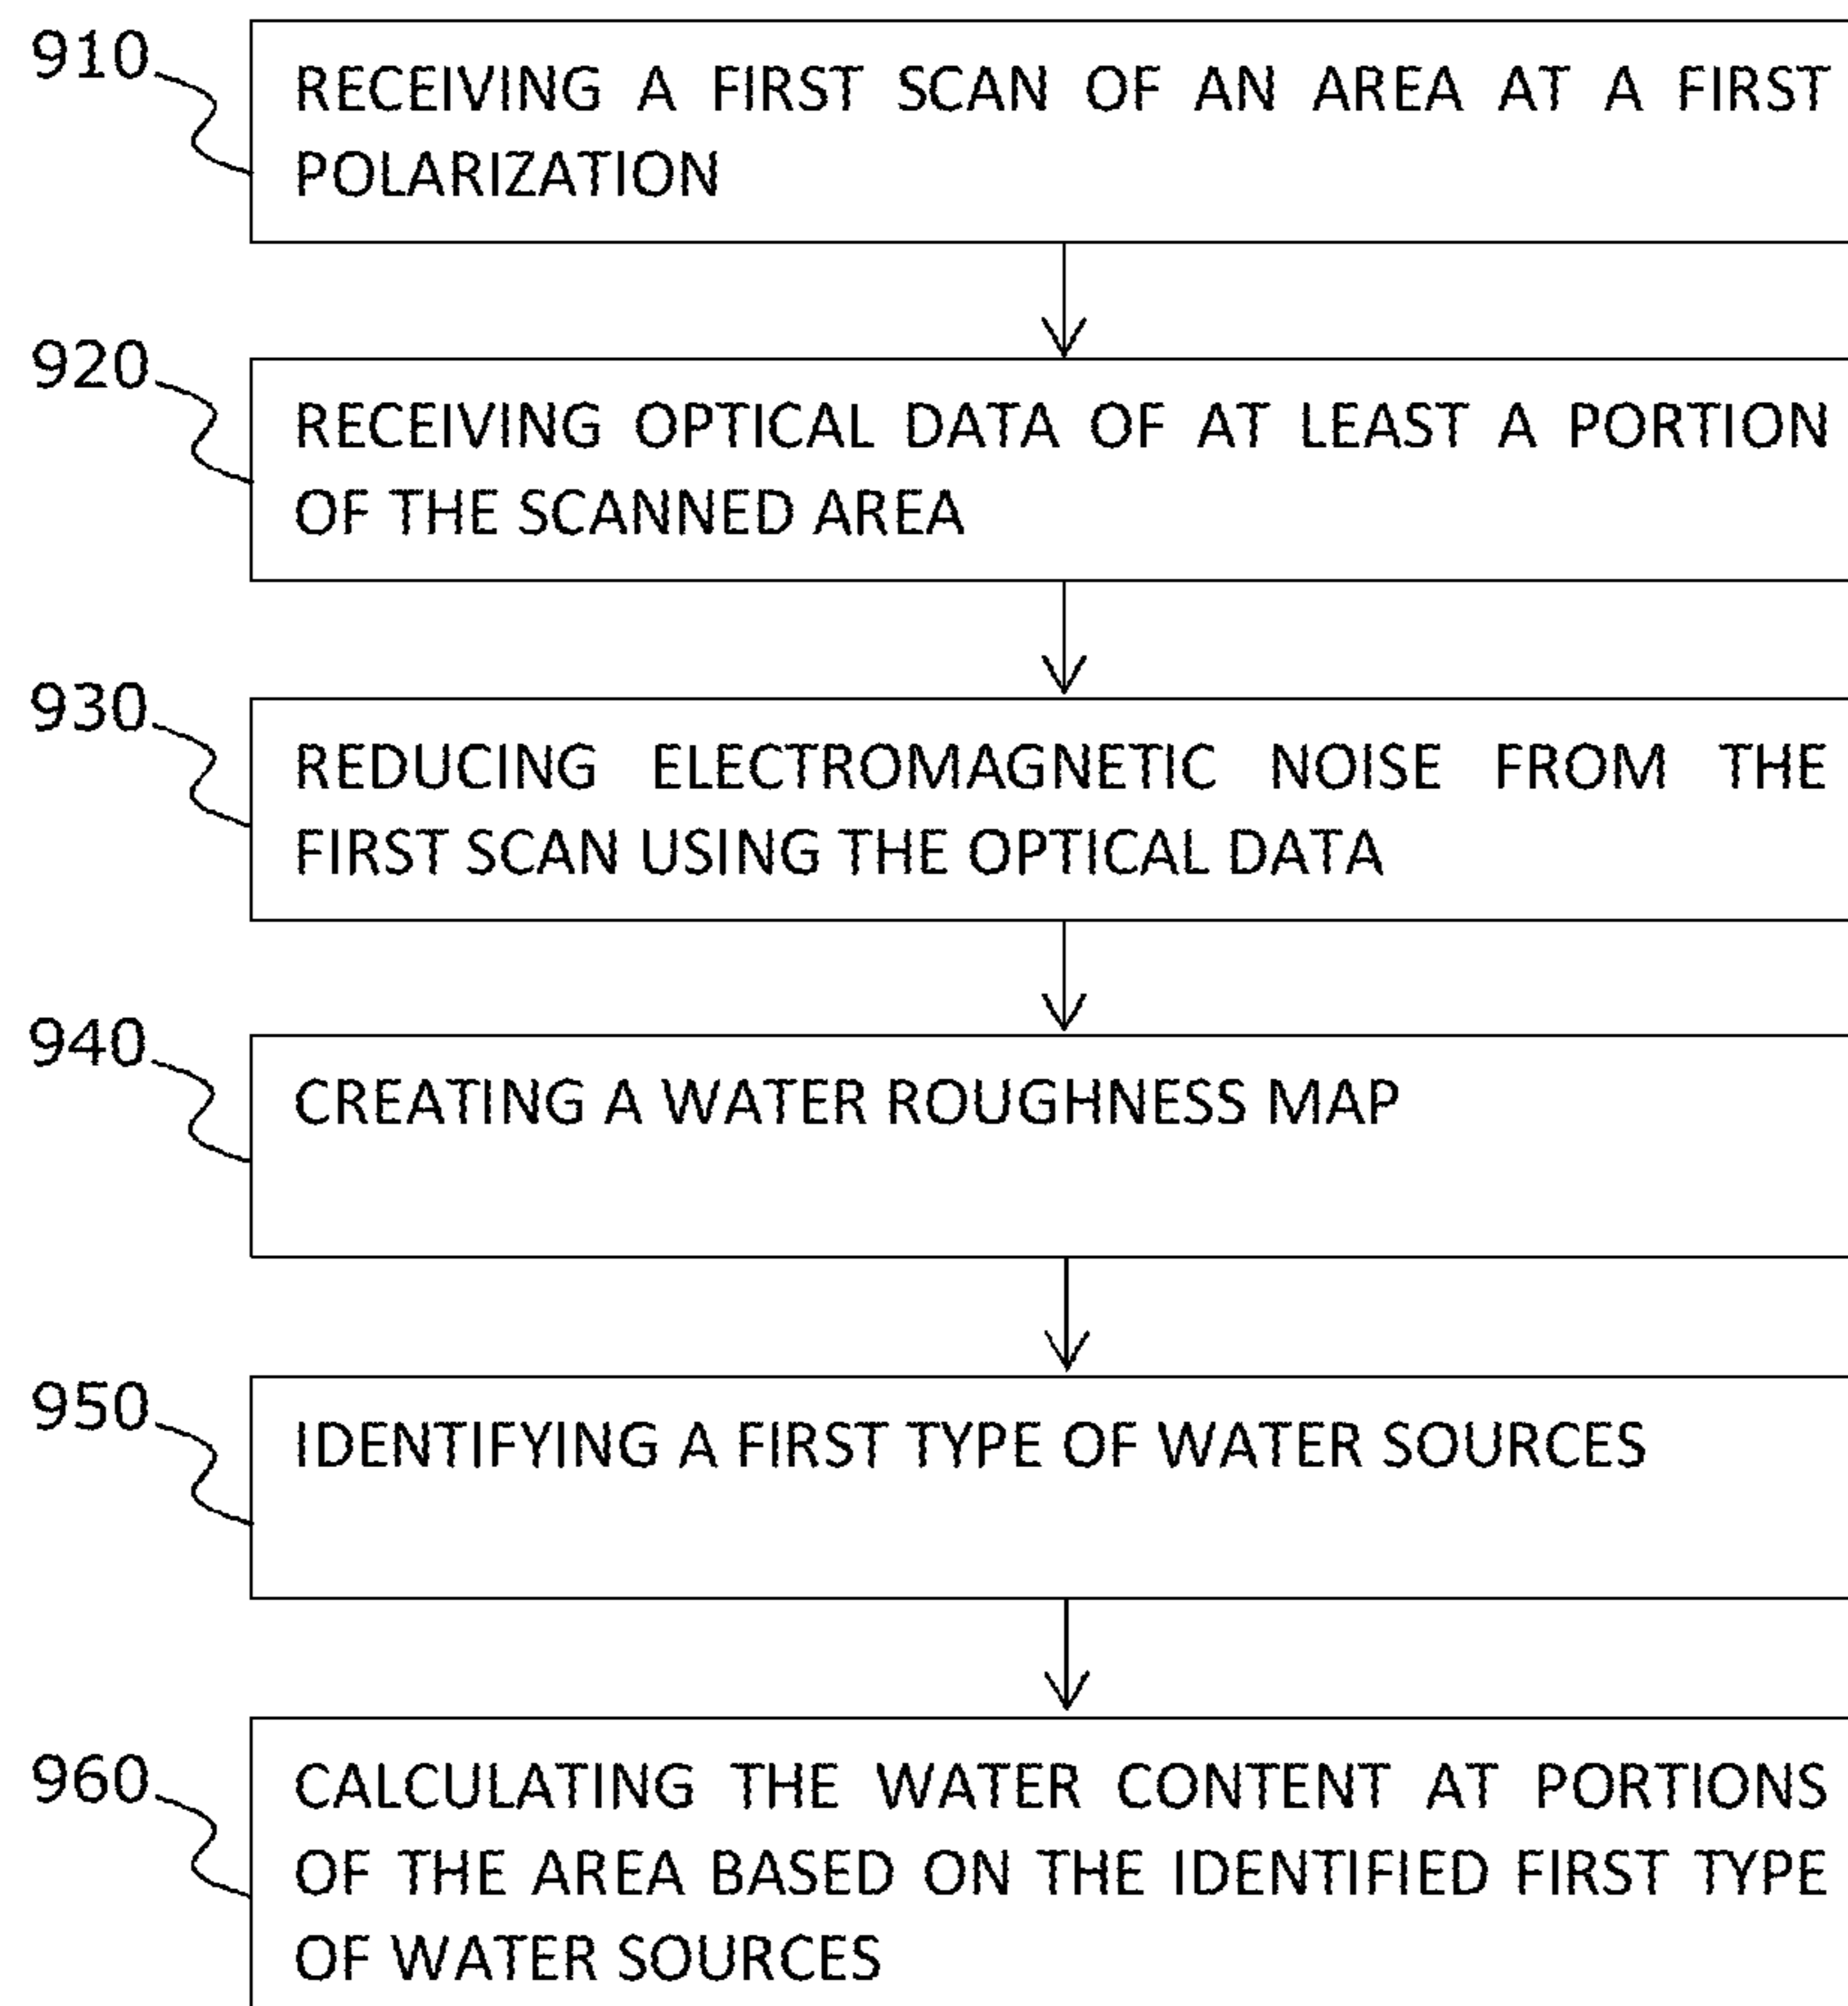 910
RECEIVING A FIRST SCAN OF AN AREA AT A FIRST
POLARIZATION
920
RECEIVING OPTICAL DATA OF AT LEAST A PORTION
OF THE SCANNED AREA
930
REDUCING ELECTROMAGNETIC NOISE FROM THE
FIRST SCAN USING THE OPTICAL DATA
940
CREATING A WATER ROUGHNESS MAP
950
IDENTIFYING A FIRST TYPE OF WATER SOURCES
960
CALCULATING THE WATER CONTENT AT PORTIONS
OF THE AREA BASED ON THE IDENTIFIED FIRST TYPE
OF WATER SOURCES